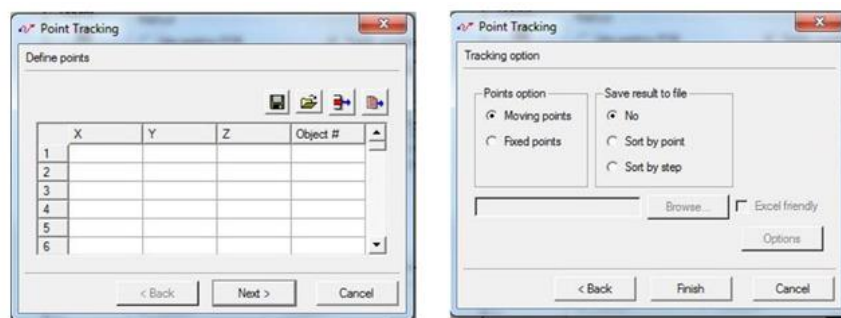 Point Tracking
Define points
X Y Z Object #
1
2
3
4
5
6
< Back Next > Cancel
Point Tracking
Tracking option
Points option Save result to file
Moving points No
Fixed points Sort by point
Sort by step
Browse... Excel friendly
Options
< Back Finish Cancel